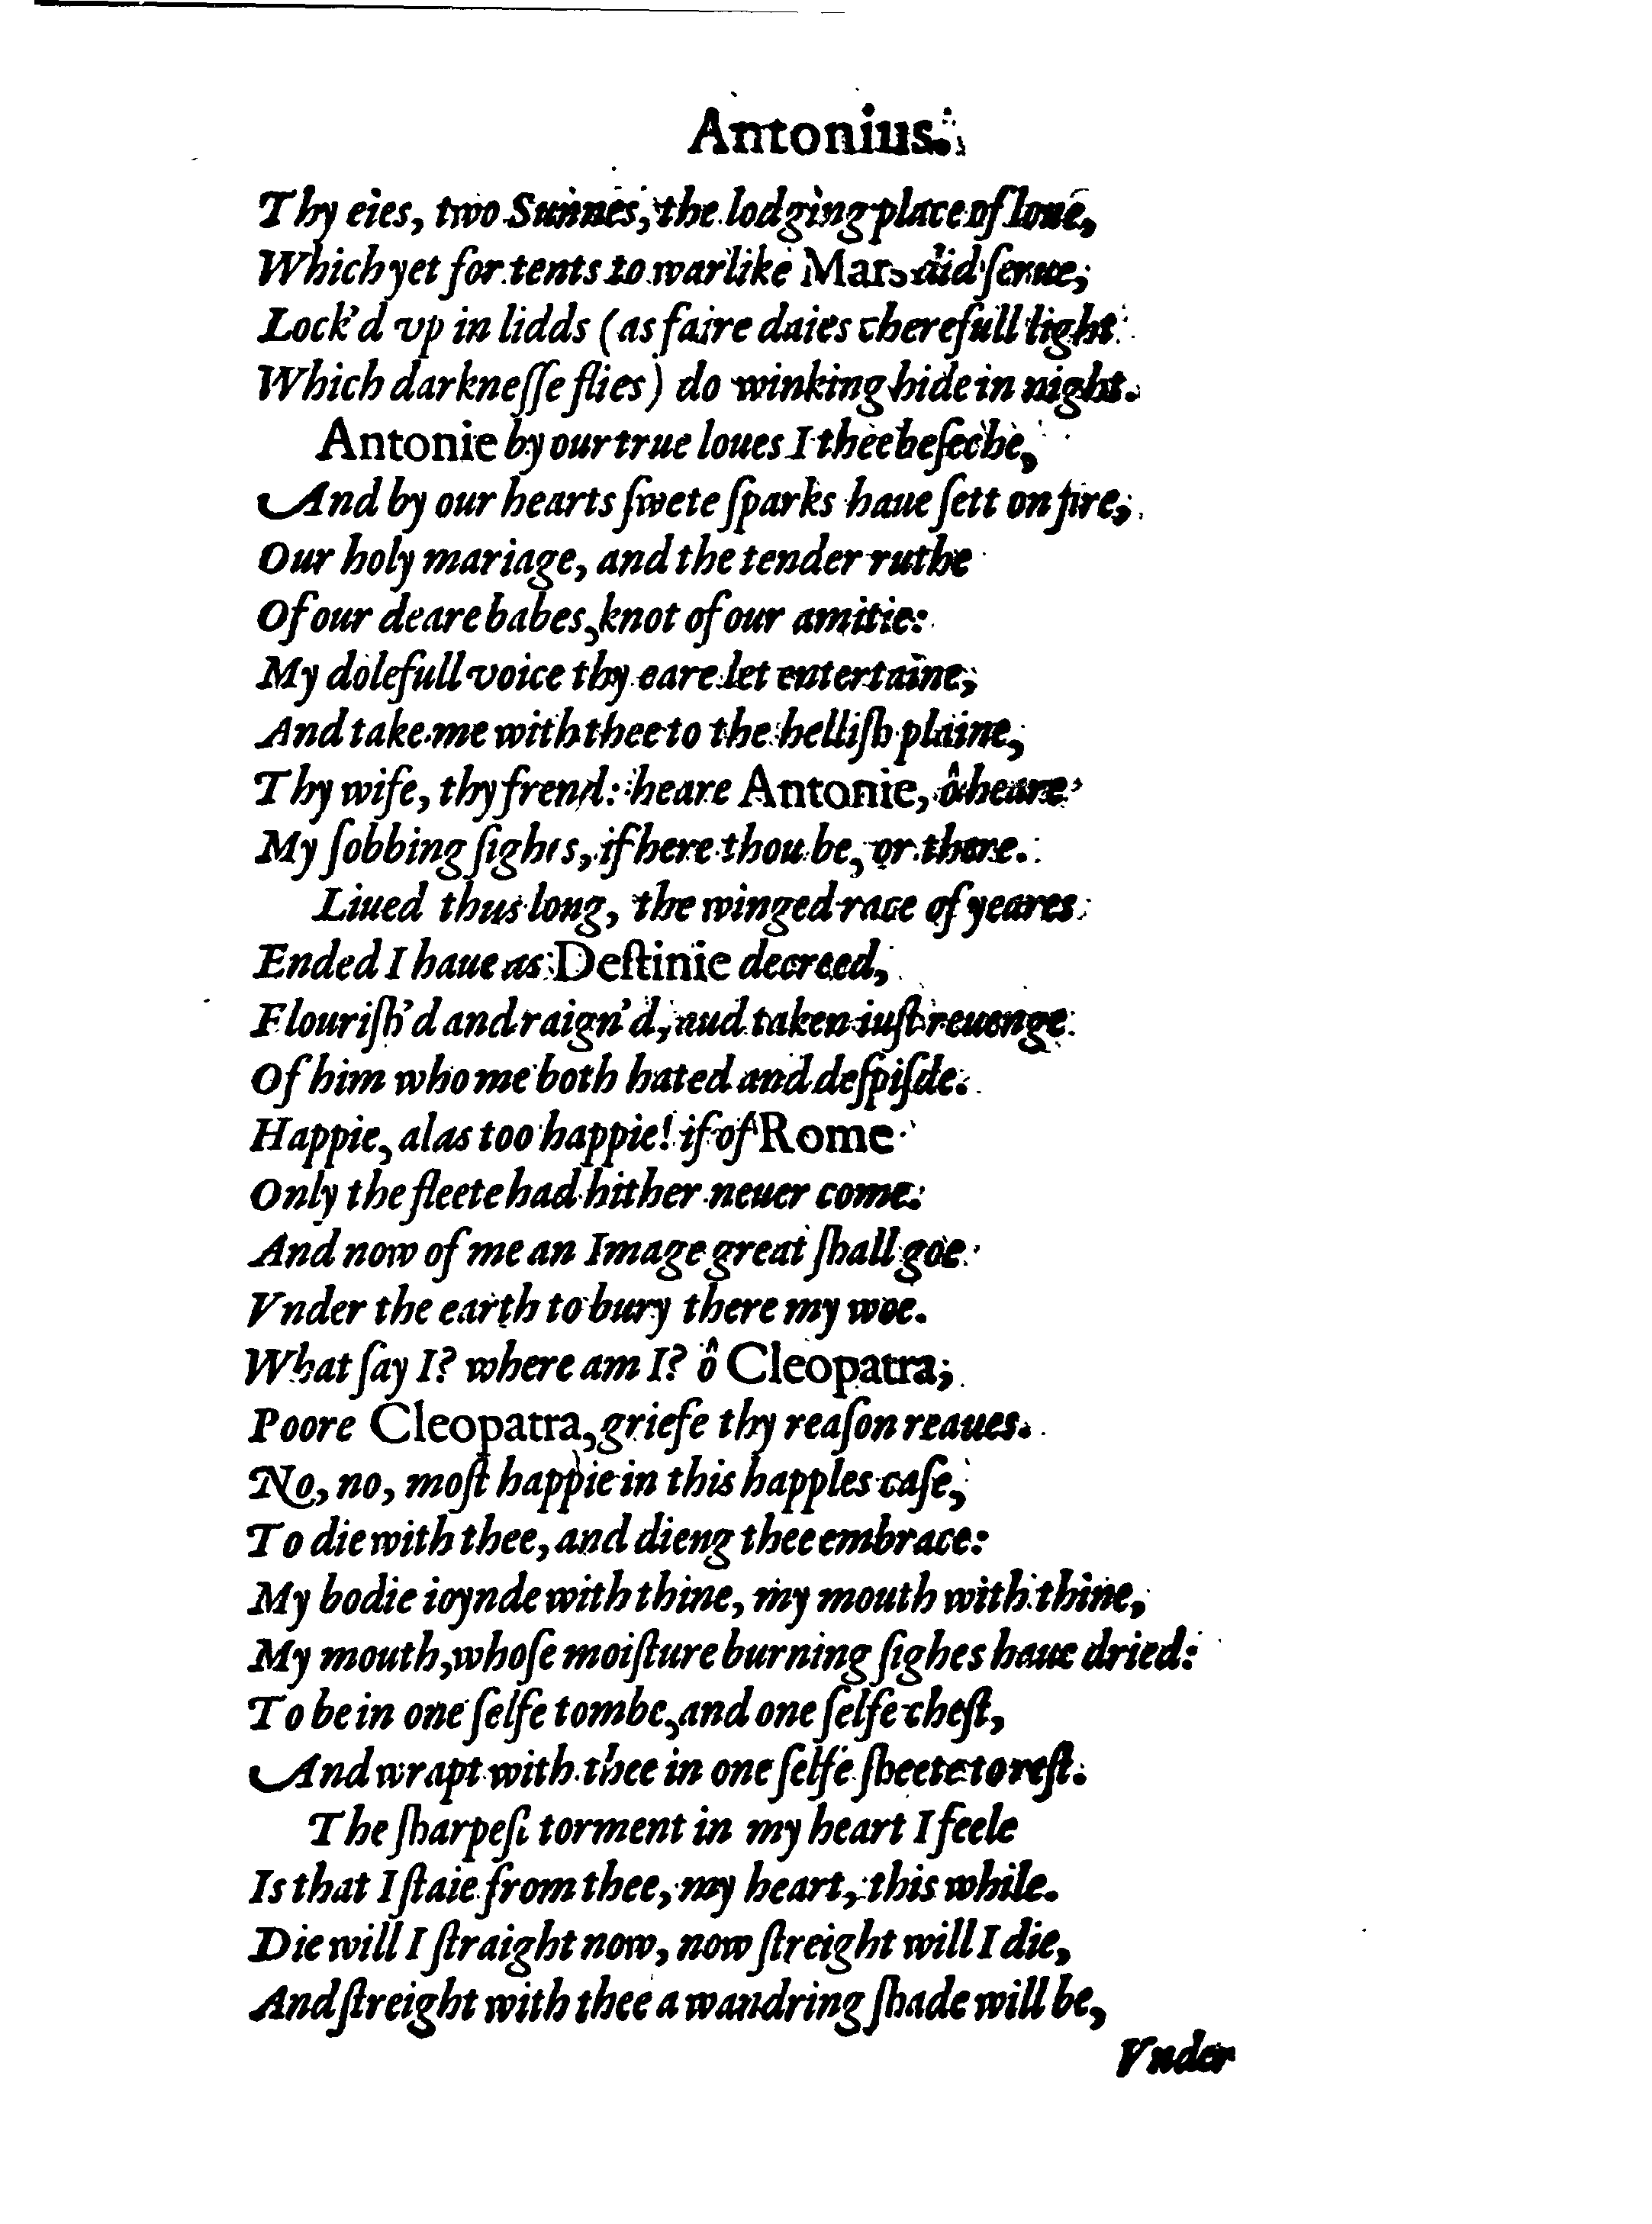 Antonius.
Thy eies, two Sunnes, the lodging place of loue,
Which yet for tents to warlike Mars did ſerue,
Lock'd vp in lidds (as faire daies cherefull light
Which darkneſſe flies) do winking hide in night.
Antonie by our true loues I thee beſeche,
And by our hearts ſwete ſparks haue ſett on fire,
Our holy mariage, and the tender ruthe
Of our deare babes, knot of our amitie:
My dolefull voice thy eare let entertaine,
And take me with thee to the helliſh plaine,
Thy wife, thy frend: heare Antonie, ô heare
My ſobbing ſighes, if here thou be, or there.
Liued thus long, the winged race of yeares
Ended I haue as Deſtinie decreed,
Flouriſh'd and raign'd, aud taken iuſt reuenge
Of him who me both hated and deſpiſde.
Happie, alas too happie! if of Rome
Only the fleete had hither neuer come.
And now of me an Image great ſhall goe
Vnder the earth to bury there my woe.
What ſay I? where am I? ô Cleopatra,
Poore Cleopatra, griefe thy reaſon reaues.
No, no, moſt happie in this happles caſe,
To die with thee, and dieng thee embrace:
My bodie ioynde with thine, my mouth with thine,
My mouth, whoſe moiſture burning ſighes haue dried:
To be in one ſelfe tombe, and one ſelfe cheſt,
And wrapt with thee in one ſelfe ſheete to reſt.
The ſharpeſt torment in my heart I feele
Is that I ſtaie from thee, my heart, this while.
Die will I ſtraight now, now ſtreight will I die,
And ſtreight with thee a wandring ſhade will be,
Vnder